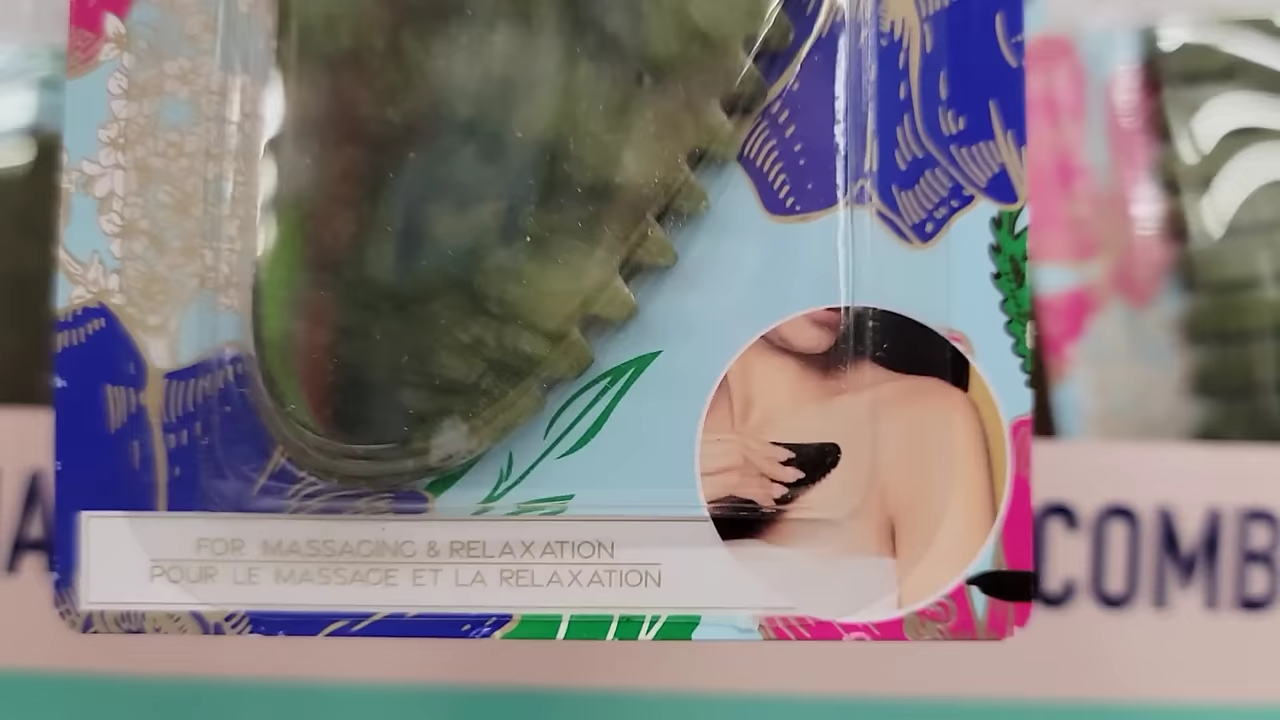 FOR MASSAGING & RELAXATION
POUR LE MASSAGE ET LA RELAXATION
A
COMB